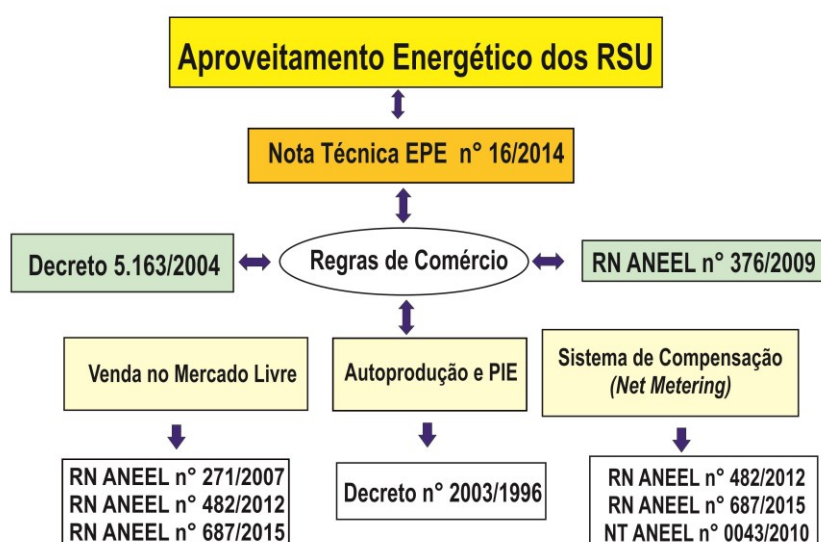 Aproveitamento Energético dos RSU
Nota Técnica EPE n° 16/2014
Decreto 5.163/2004
Regras de Comércio
RN ANEEL n° 376/2009
Venda no Mercado Livre
Autoprodução e PIE
Sistema de Compensação
(Net Metering)
RN ANEEL n° 271/2007
RN ANEEL n° 482/2012
RN ANEEL n° 687/2015
Decreto n° 2003/1996
RN ANEEL n° 482/2012
RN ANEEL n° 687/2015
NT ANEEL n° 0043/2010